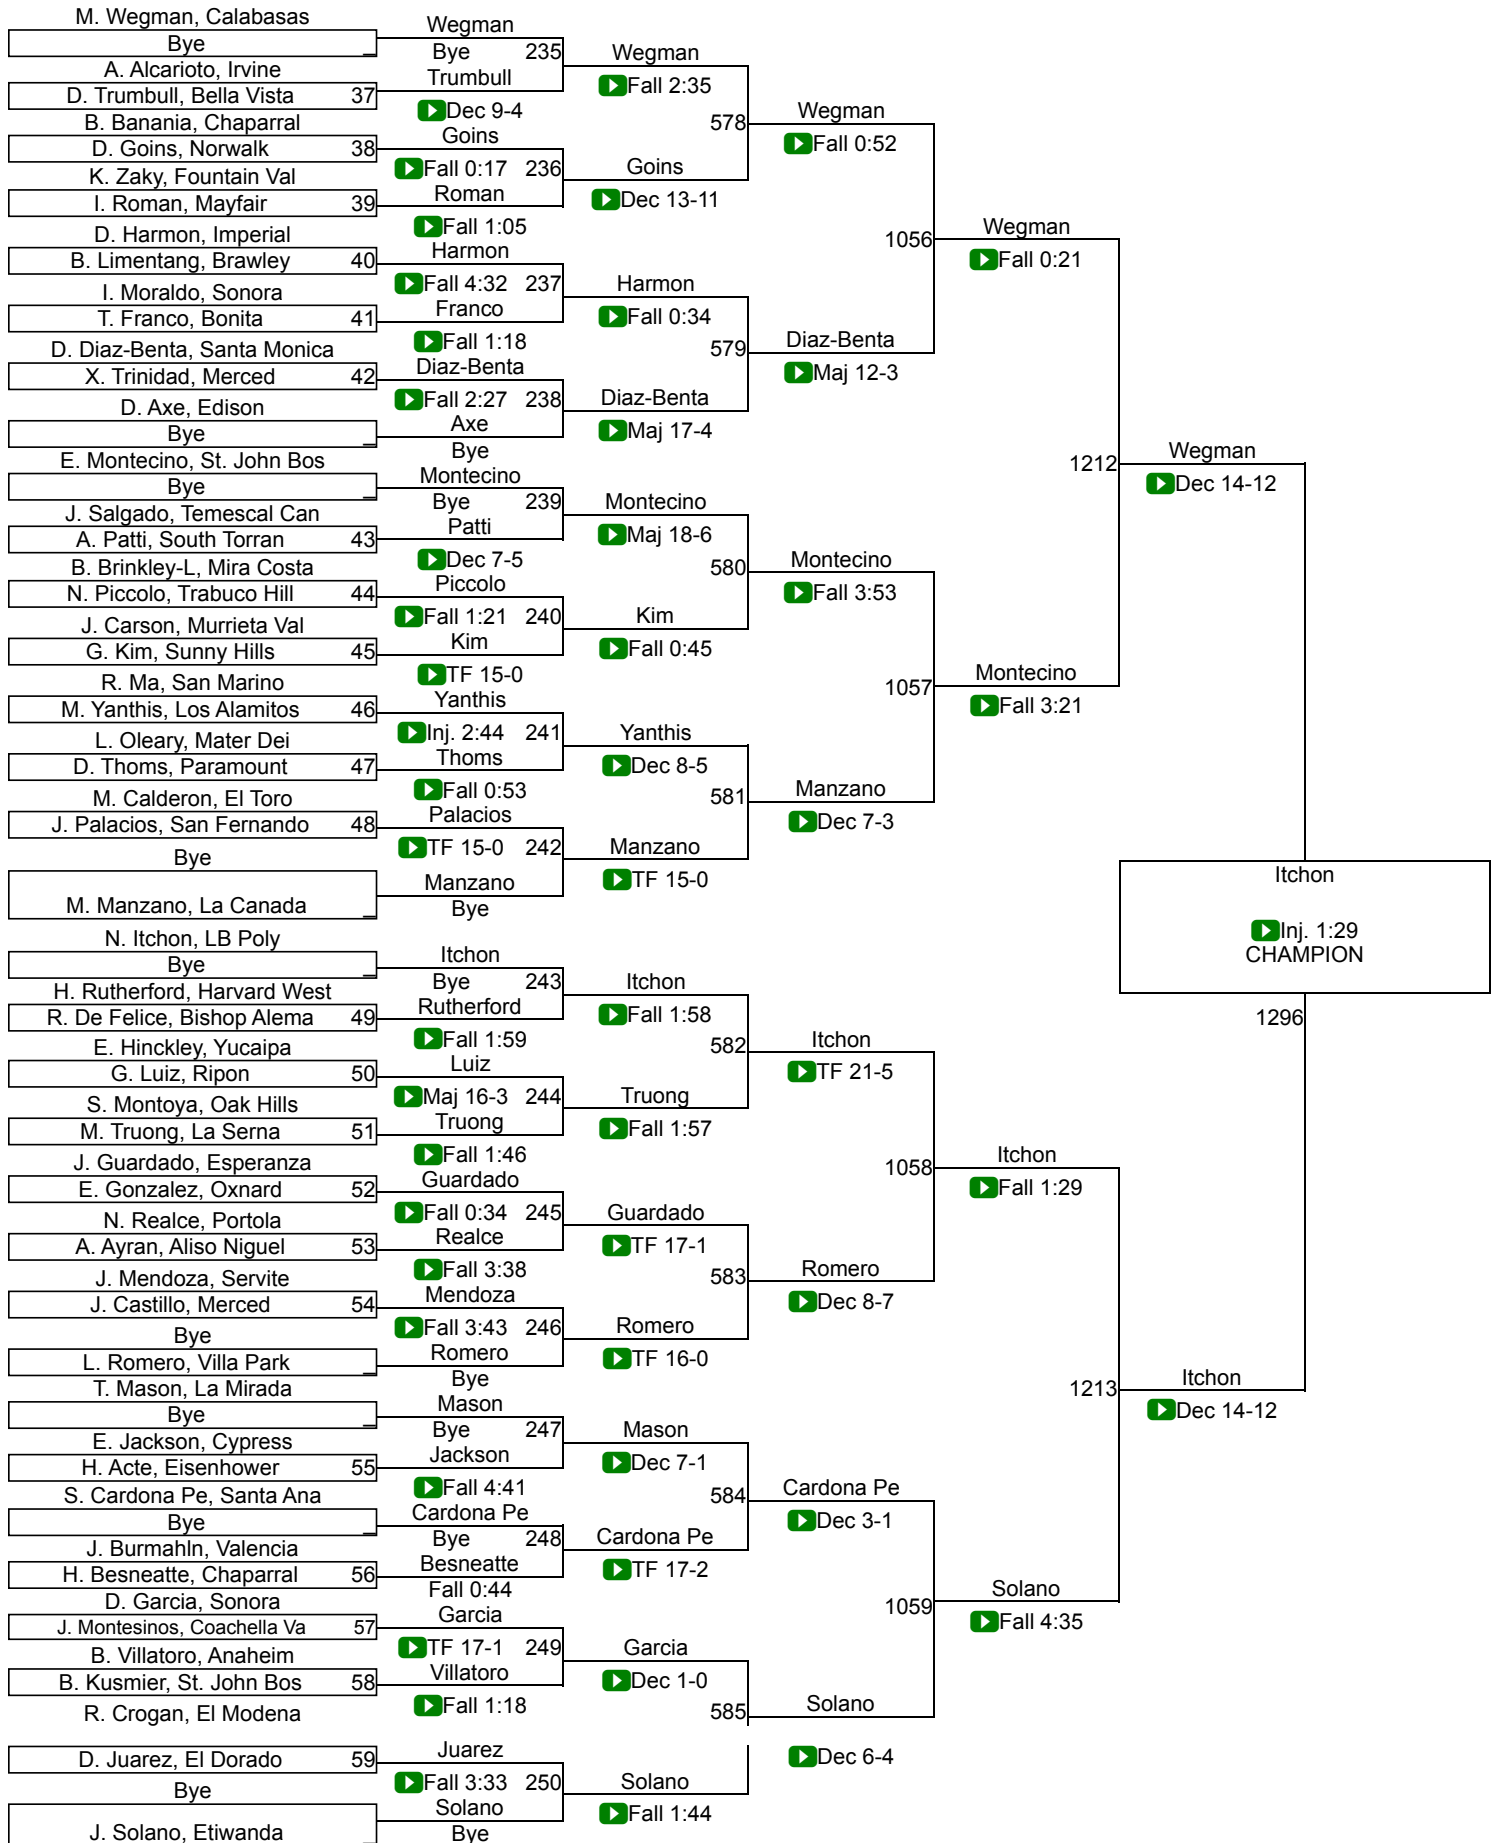 M. Wegman, Calabasas
Bye _
A. Alcarioto, Irvine
D. Trumbull, Bella Vista 37
B. Banania, Chaparral
D. Goins, Norwalk 38
K. Zaky, Fountain Val
I. Roman, Mayfair 39
D. Harmon, Imperial
B. Limentang, Brawley 40
I. Moraldo, Sonora
T. Franco, Bonita 41
D. Diaz-Benta, Santa Monica
X. Trinidad, Merced 42
D. Axe, Edison
Bye _
E. Montecino, St. John Bos
Bye _
J. Salgado, Temescal Can
A. Patti, South Torran 43
B. Brinkley-L, Mira Costa
N. Piccolo, Trabuco Hill 44
J. Carson, Murrieta Val
G. Kim, Sunny Hills 45
R. Ma, San Marino
M. Yanthis, Los Alamitos 46
L. Oleary, Mater Dei
D. Thoms, Paramount 47
M. Calderon, El Toro
J. Palacios, San Fernando 48
Bye
M. Manzano, La Canada _
N. Itchon, LB Poly
Bye _
H. Rutherford, Harvard West
R. De Felice, Bishop Alema 49
E. Hinckley, Yucaipa
G. Luiz, Ripon 50
S. Montoya, Oak Hills
M. Truong, La Serna 51
J. Guardado, Esperanza
E. Gonzalez, Oxnard 52
N. Realce, Portola
A. Ayran, Aliso Niguel 53
J. Mendoza, Servite
J. Castillo, Merced 54
Bye
L. Romero, Villa Park _
T. Mason, La Mirada
Bye _
E. Jackson, Cypress
H. Acte, Eisenhower 55
S. Cardona Pe, Santa Ana
Bye _
J. Burmahln, Valencia
H. Besneatte, Chaparral 56
D. Garcia, Sonora
J. Montesinos, Coachella Va 57
B. Villatoro, Anaheim
B. Kusmier, St. John Bos 58
R. Crogan, El Modena
D. Juarez, El Dorado 59
Bye
J. Solano, Etiwanda _
Wegman
Bye 235
Trumbull
Dec 9-4
Goins
Fall 0:17 236
Roman
Fall 1:05
Harmon
Fall 4:32 237
Franco
Fall 1:18
Diaz-Benta
Fall 2:27 238
Axe
Bye
Montecino
Bye 239
Patti
Dec 7-5
Piccolo
Fall 1:21 240
Kim
TF 15-0
Yanthis
Inj. 2:44 241
Thoms
Fall 0:53
Palacios
TF 15-0 242
Manzano
Bye
Itchon
Bye 243
Rutherford
Fall 1:59
Luiz
Maj 16-3 244
Truong
Fall 1:46
Guardado
Fall 0:34 245
Realce
Fall 3:38
Mendoza
Fall 3:43 246
Romero
Bye
Mason
Bye 247
Jackson
Fall 4:41
Cardona Pe
Bye 248
Besneatte
Fall 0:44
Garcia
TF 17-1 249
Villatoro
Fall 1:18
Juarez
Fall 3:33 250
Solano
Bye
Wegman
Fall 2:35
578
Goins
Dec 13-11
Harmon
Fall 0:34
579
Diaz-Benta
Maj 17-4
Montecino
Maj 18-6
580
Kim
Fall 0:45
Yanthis
Dec 8-5
581
Manzano
TF 15-0
Itchon
Fall 1:58
582
Truong
Fall 1:57
Guardado
TF 17-1
583
Romero
TF 16-0
Mason
Dec 7-1
584
Cardona Pe
TF 17-2
Garcia
Dec 1-0
585
Solano
Fall 1:44
Wegman
Fall 0:52
1056
Diaz-Benta
Maj 12-3
Montecino
Fall 3:53
1057
Manzano
Dec 7-3
Itchon
TF 21-5
1058
Romero
Dec 8-7
Cardona Pe
Dec 3-1
1059
Solano
Dec 6-4
Wegman
Fall 0:21
1212
Montecino
Fall 3:21
Itchon
Fall 1:29
1213
Solano
Fall 4:35
Wegman
Dec 14-12
Itchon
Inj. 1:29
CHAMPION
1296
Itchon
Dec 14-12